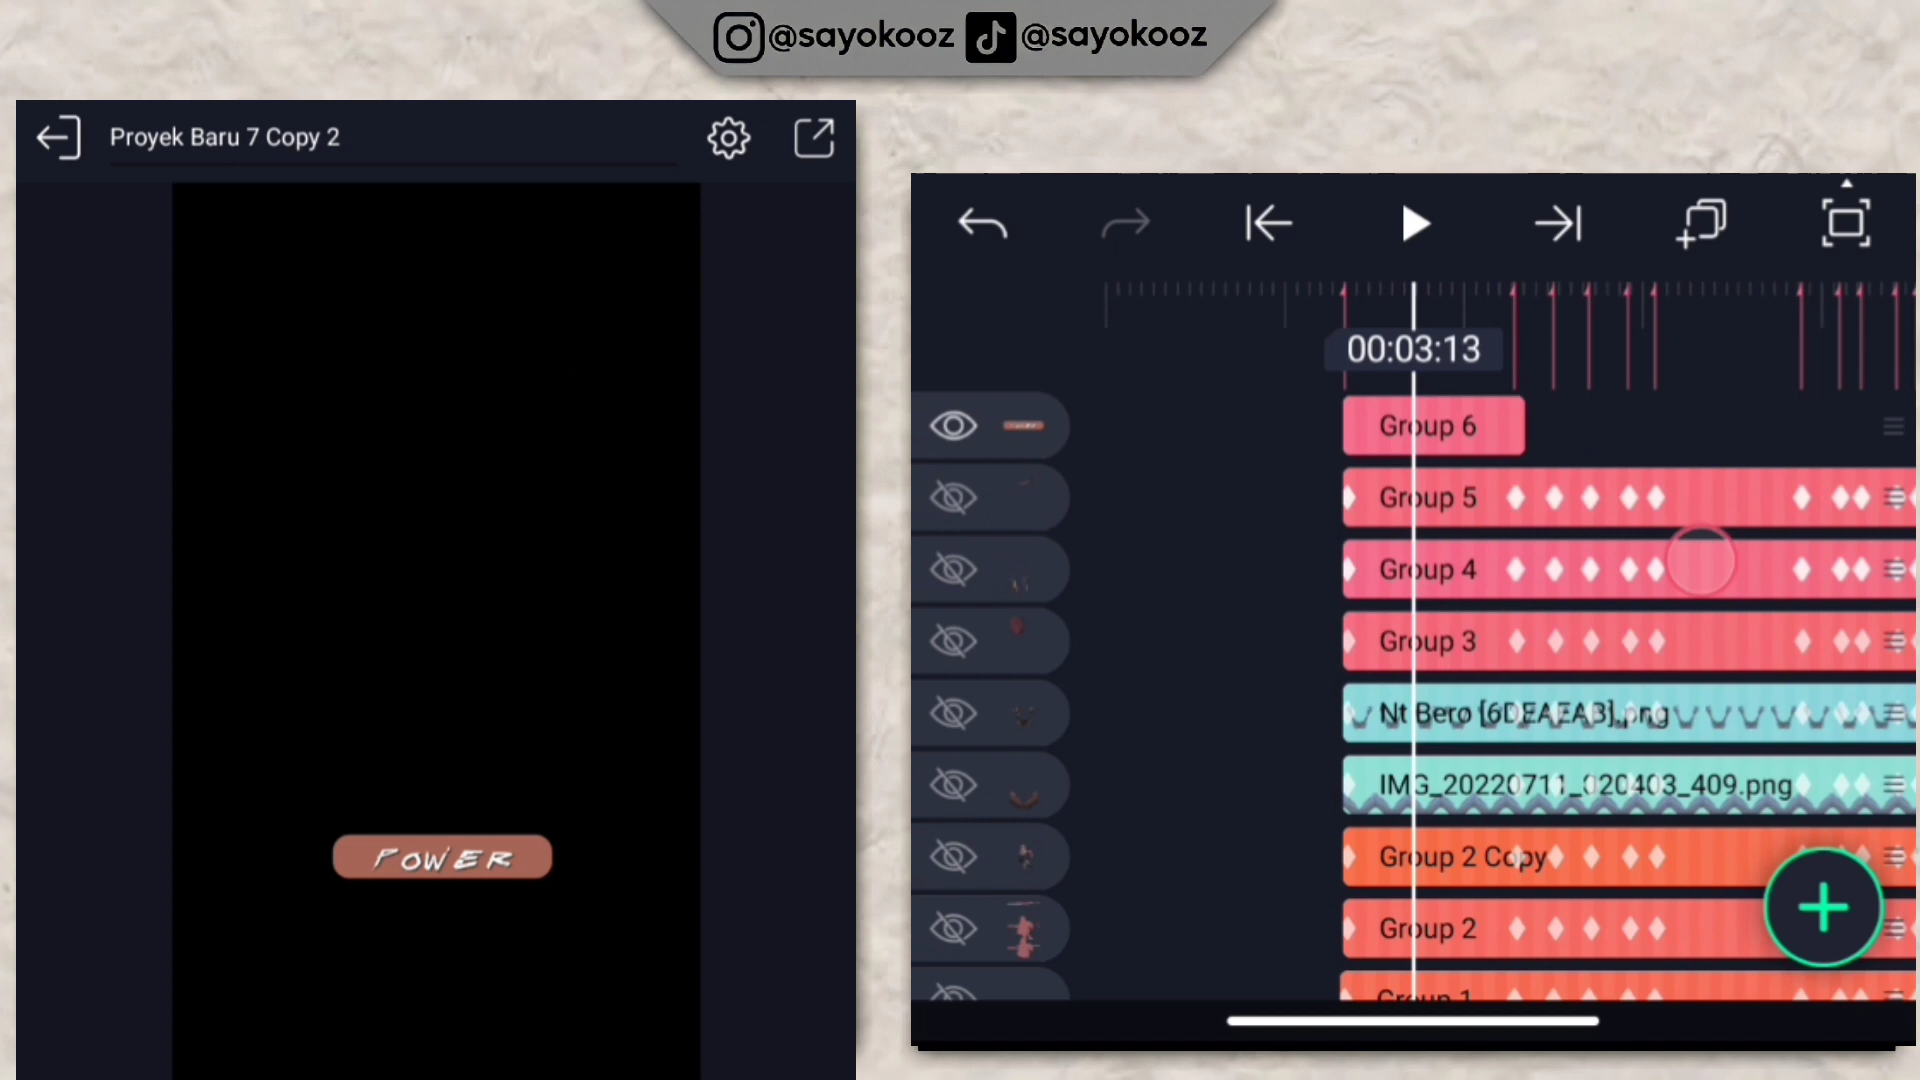 @sayokooz @sayokooz
Proyek Baru 7 Copy 2
POWER
00:03:13
Group 6
Group 5
Group 4
Group 3
Nt Bero [6DEAEAB].png
IMG_20220711_020403_409.png
Group 2 Copy
Group 2
Group 1